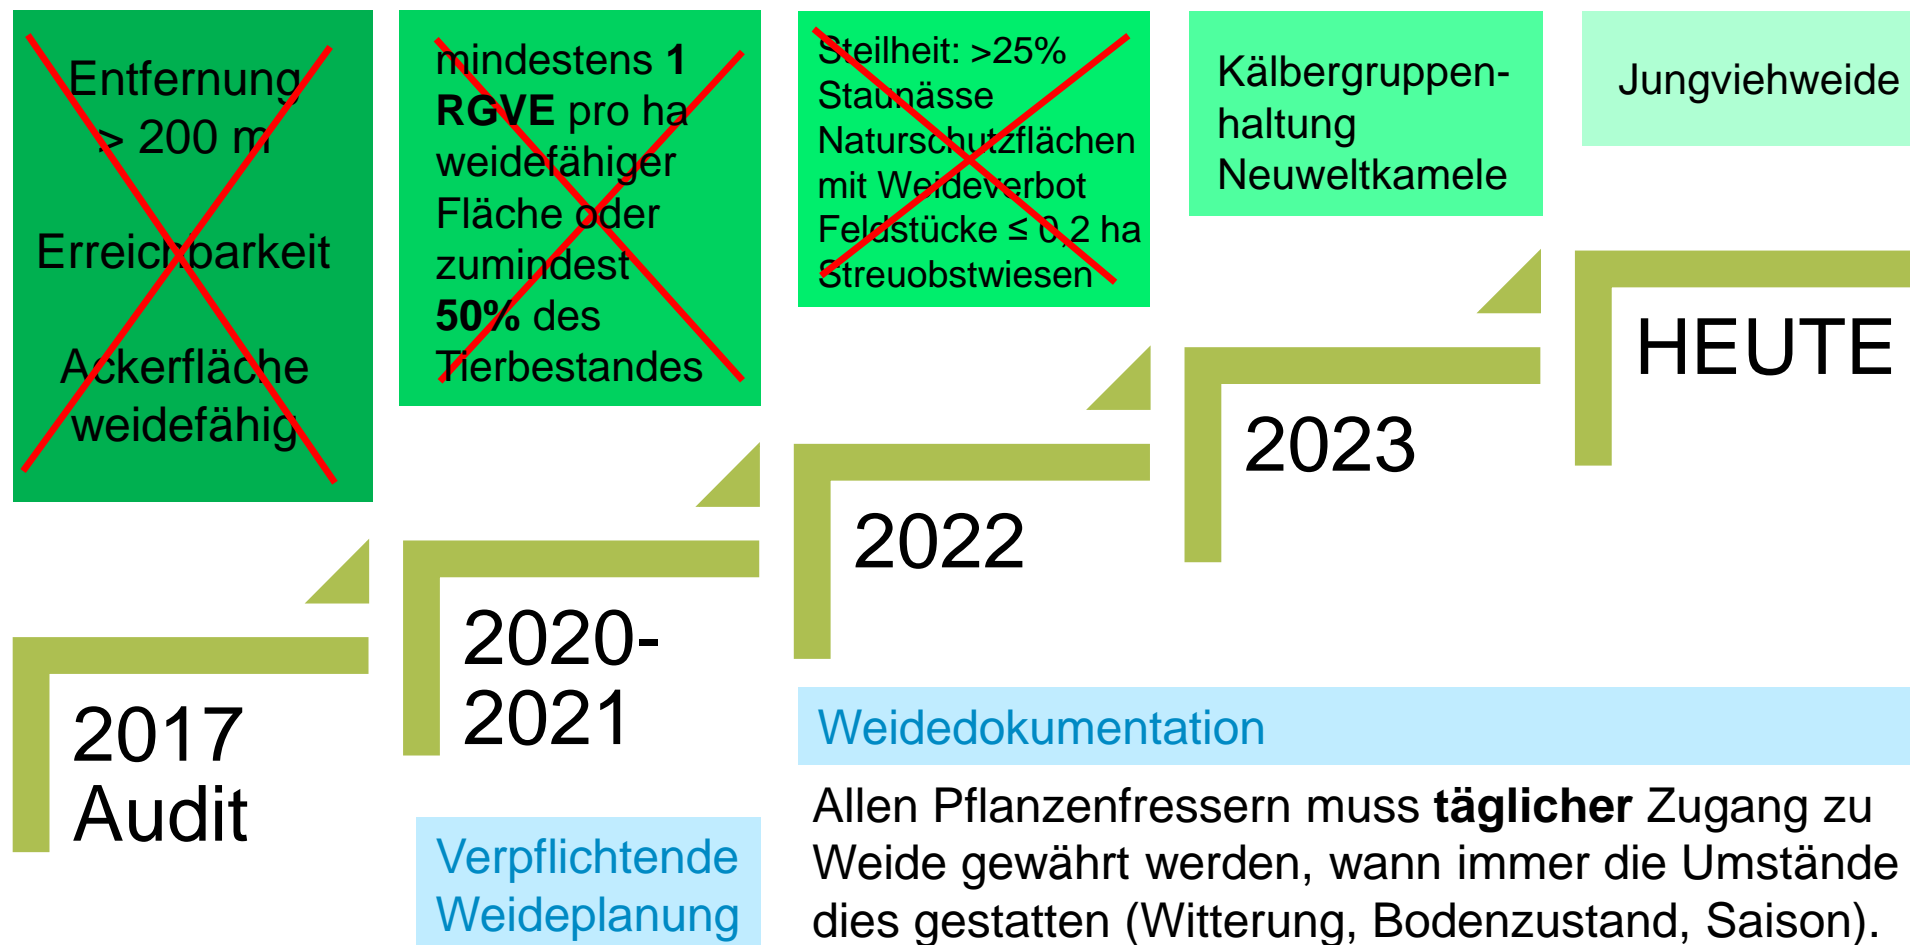 Entfernung
> 200 m
Erreichbarkeit
Ackerfläche
weidefähig
2017
Audit
mindestens 1
RGVE pro ha
weidefähiger
Fläche oder
zumindest
50% des
Tierbestandes
2020-
2021
Verpflichtende
Weideplanung
Steilheit: >25%
Staunässe
Naturschutzflächen
mit Weideverbot
Feldstücke ≤ 0,2 ha
Streuobstwiesen
2022
Kälbergruppen-
haltung
Neuweltkamele
2023
Jungviehweide
HEUTE
Weidedokumentation
Allen Pflanzenfressern muss täglicher Zugang zu
Weide gewährt werden, wann immer die Umstände
dies gestatten (Witterung, Bodenzustand, Saison).